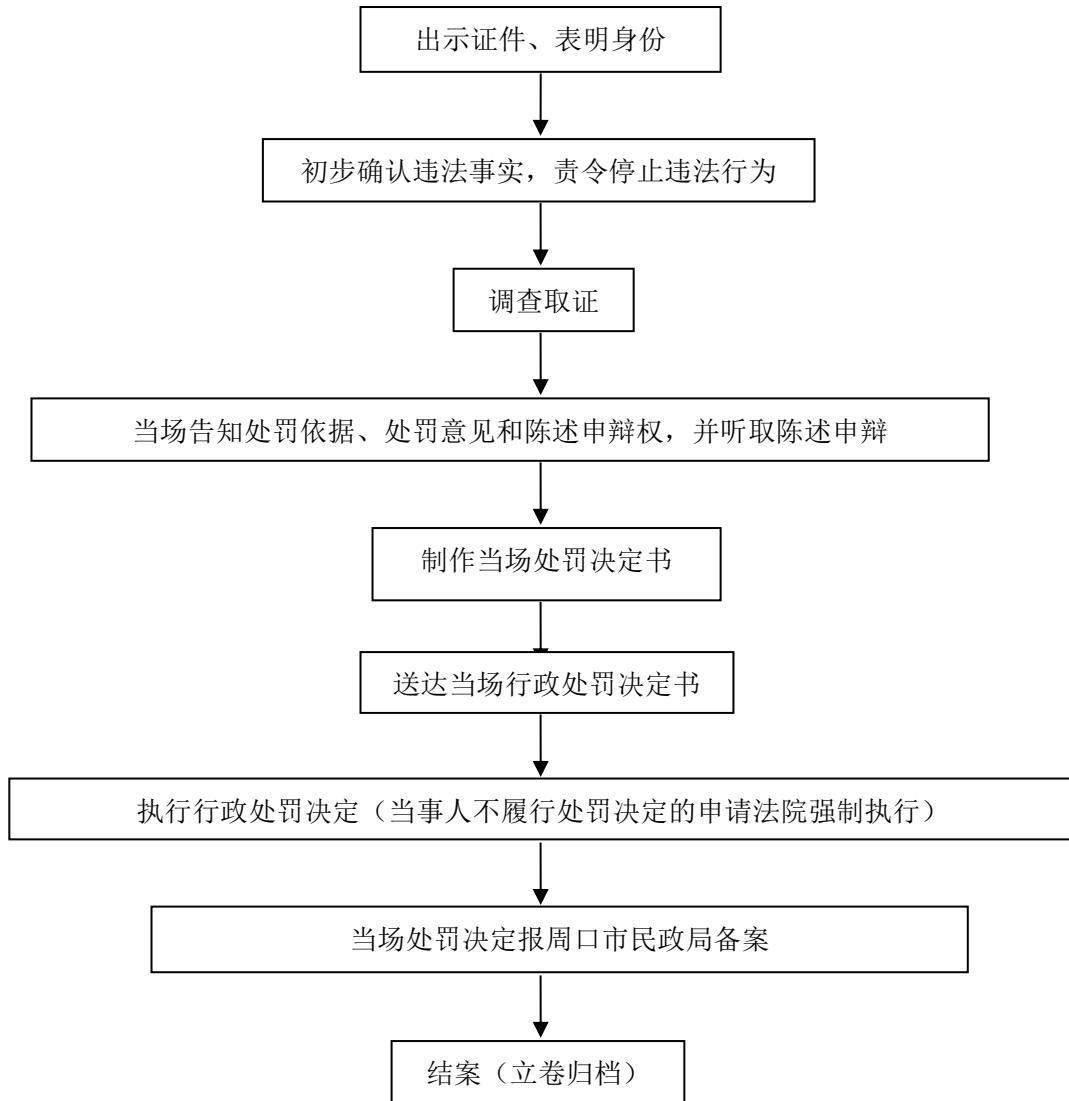 出示证件、表明身份
初步确认违法事实，责令停止违法行为
调查取证
当场告知处罚依据、处罚意见和陈述申辩权，并听取陈述申辩
制作当场处罚决定书
送达当场行政处罚决定书
执行行政处罚决定（当事人不履行处罚决定的申请法院强制执行）
当场处罚决定报周口市民政局备案
结案（立卷归档）